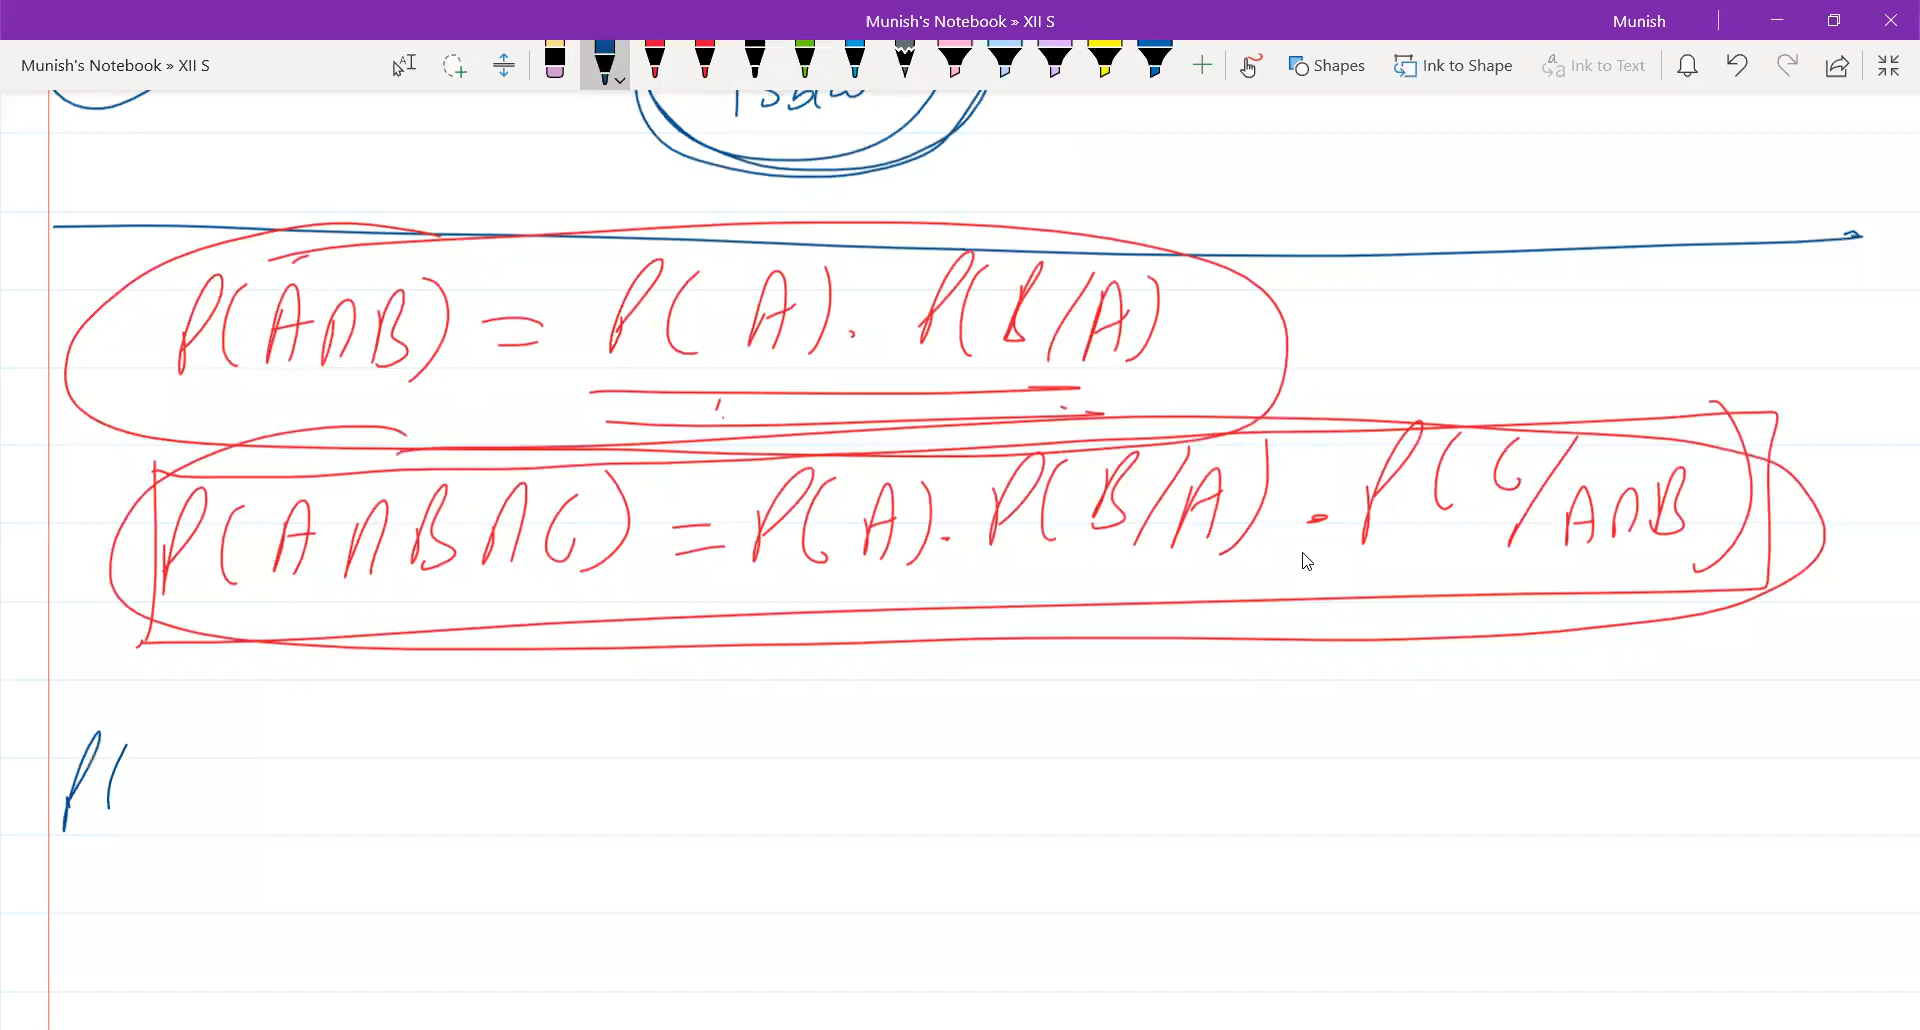 Munish's Notebook » XII S
Munish
Munish's Notebook » XII S
Shapes
Ink to Shape
Ink to Text
P(A∩B) = P(A). P(B/A)
P(A∩B∩C) = P(A). P(B/A) . P(C/A∩B)
P(